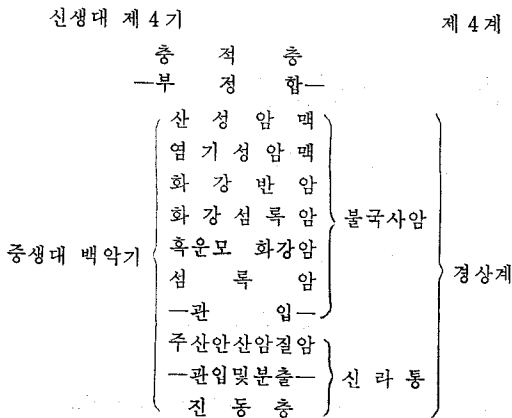 신생대 제4기 제4계
충적층
—부정합—
산성암맥
염기성암맥
화강반암
화강섬록암 불국사암
중생대 백악기 흑운모 화강암 경상계
섬록암
—관입—
주산안산암질암
—관입및분출— 신라통
진동층